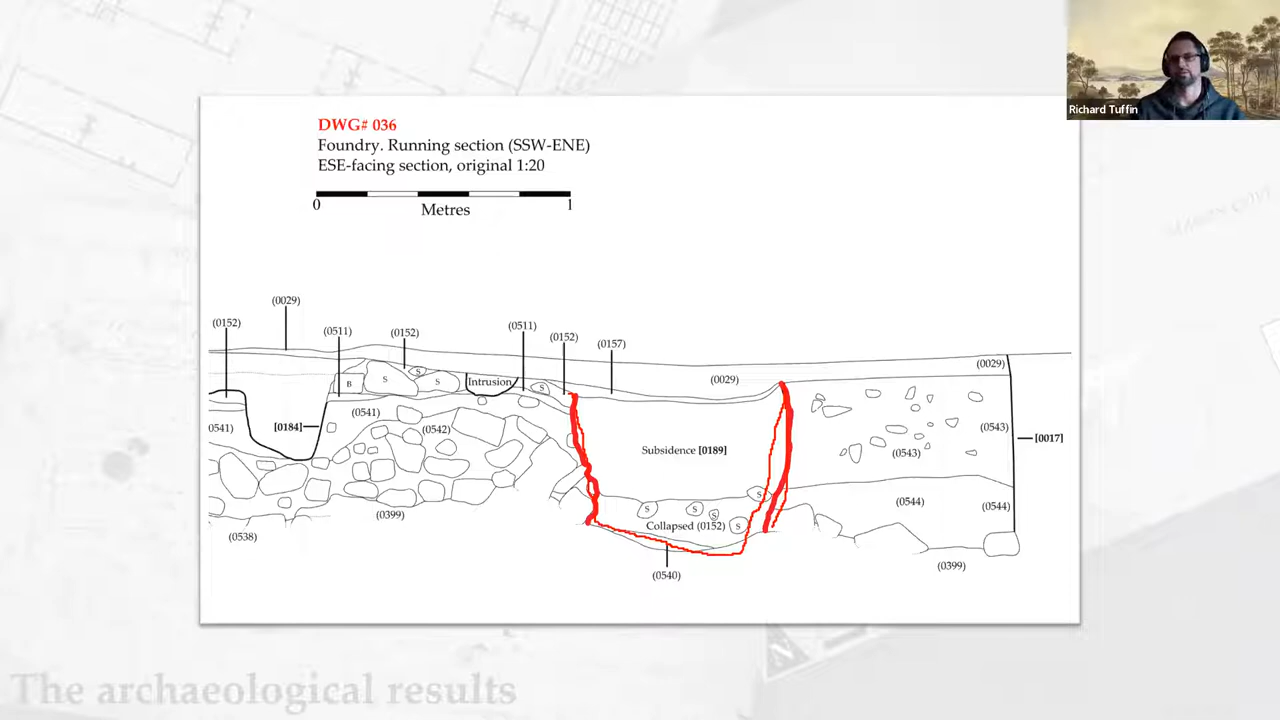 Richard Tuffin
DWG# 036
Foundry. Running section (SSW-ENE)
ESE-facing section, original 1:20
0 1
Metres
(0029)
(0152) (0511) (0152) (0511) (0152) (0157)
(0029)
(0029)
B S S S Intrusion S
(0541) (0541) [0184] (0542)
Subsidence [0189]
(0543) (0543) [0017]
S S S S S
Collapsed (0152)
(0544) (0544)
(0399)
(0538)
(0540)
(0399)
The archaeological results